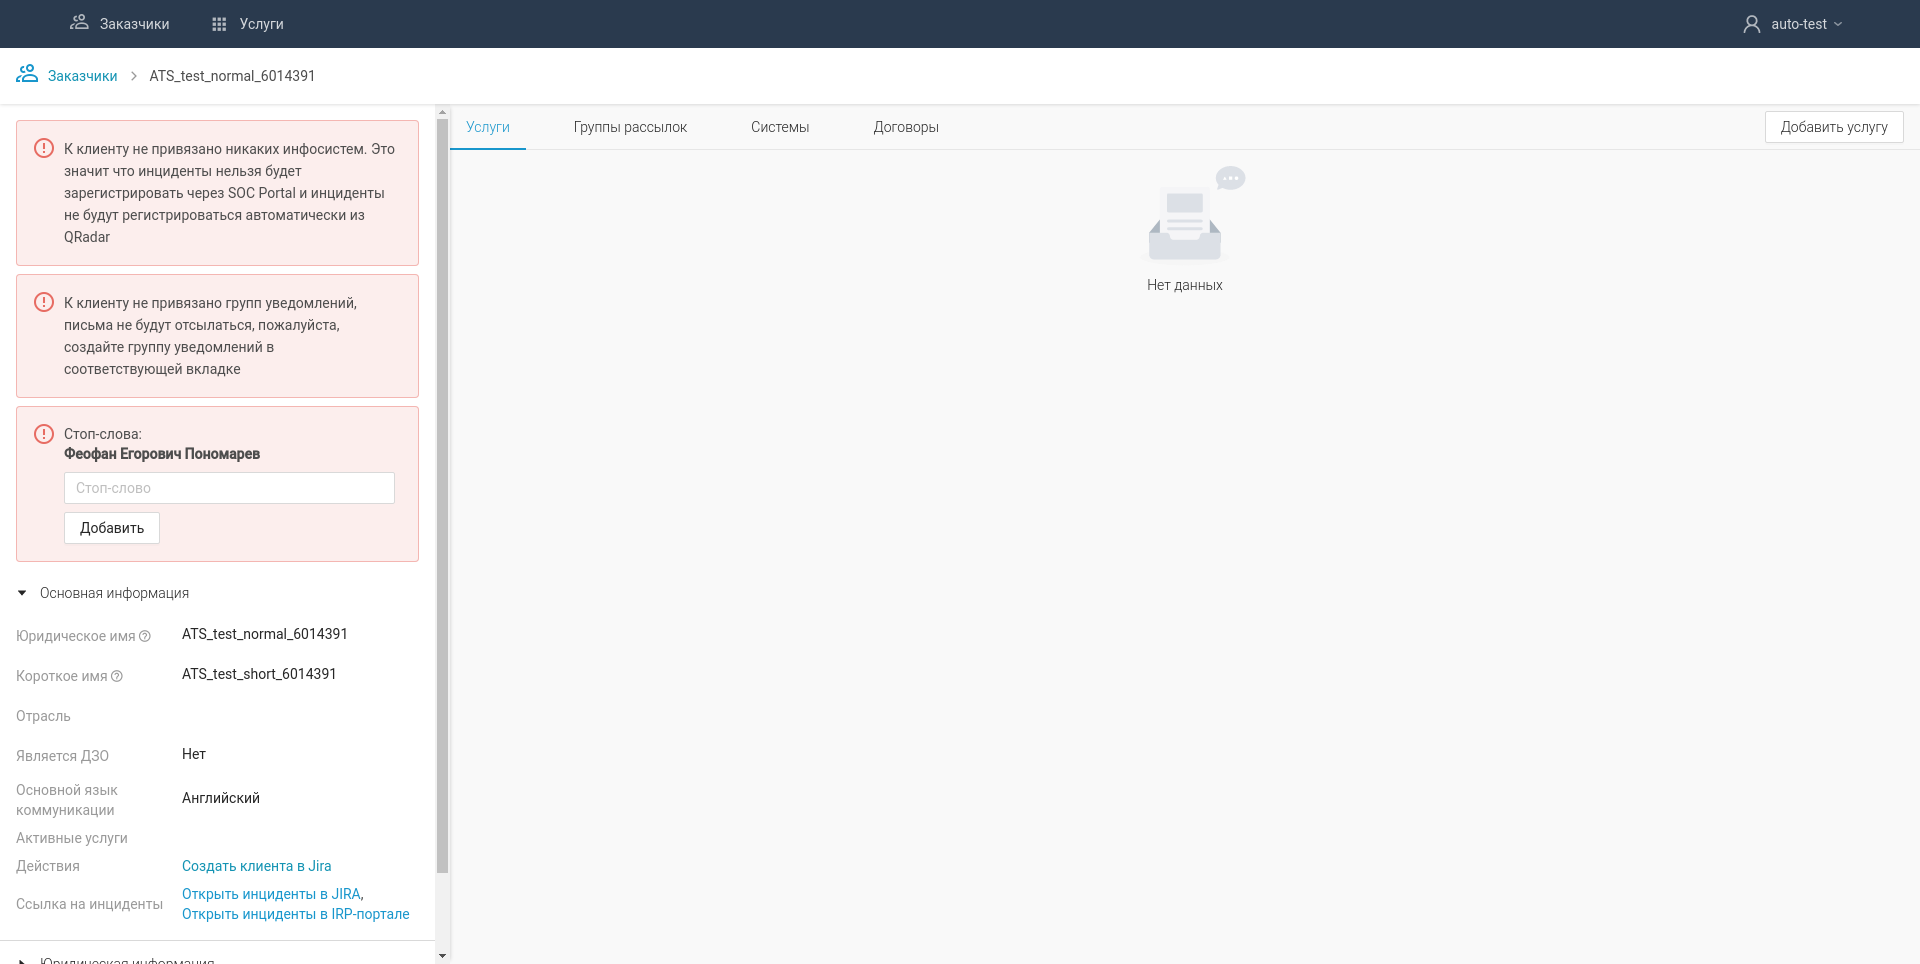 Заказчики
Услуги
auto-test
Заказчики
ATS_test_normal_6014391
К клиенту не привязано никаких инфосистем. Это
значит что инциденты нельзя будет
зарегистрировать через SOC Portal и инциденты
не будут регистрироваться автоматически из
QRadar
К клиенту не привязано групп уведомлений,
письма не будут отсылаться, пожалуйста,
создайте группу уведомлений в
соответствующей вкладке
Стоп-слова:
Феофан Егорович Пономарев
Стоп-слово
Добавить
Основная информация
Юридическое имя
ATS_test_normal_6014391
Короткое имя
ATS_test_short_6014391
Отрасль
Является ДЗО
Нет
Основной язык
коммуникации
Английский
Активные услуги
Действия
Создать клиента в Jira
Ссылка на инциденты
Открыть инциденты в JIRA,
Открыть инциденты в IRP-портале
Юридическая информация
Услуги
Группы рассылок
Системы
Договоры
Добавить услугу
Нет данных